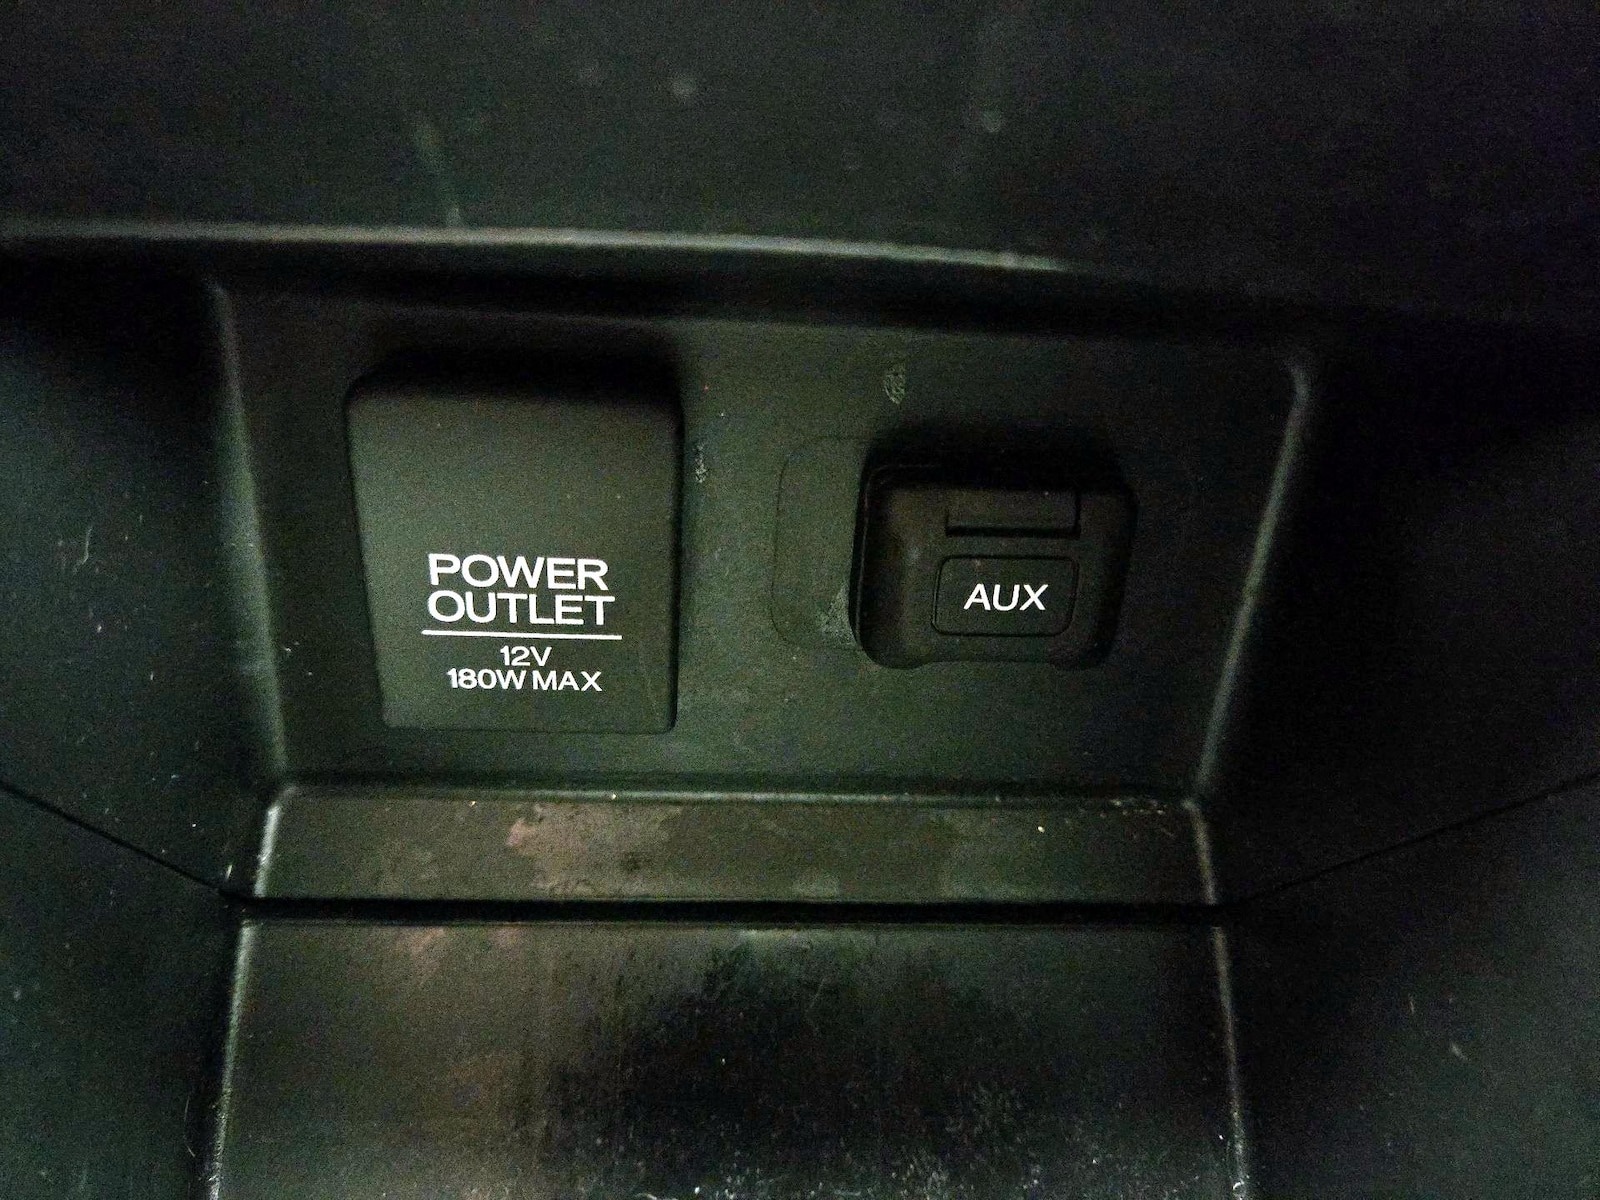 POWER
OUTLET
12V
180W MAX
AUX